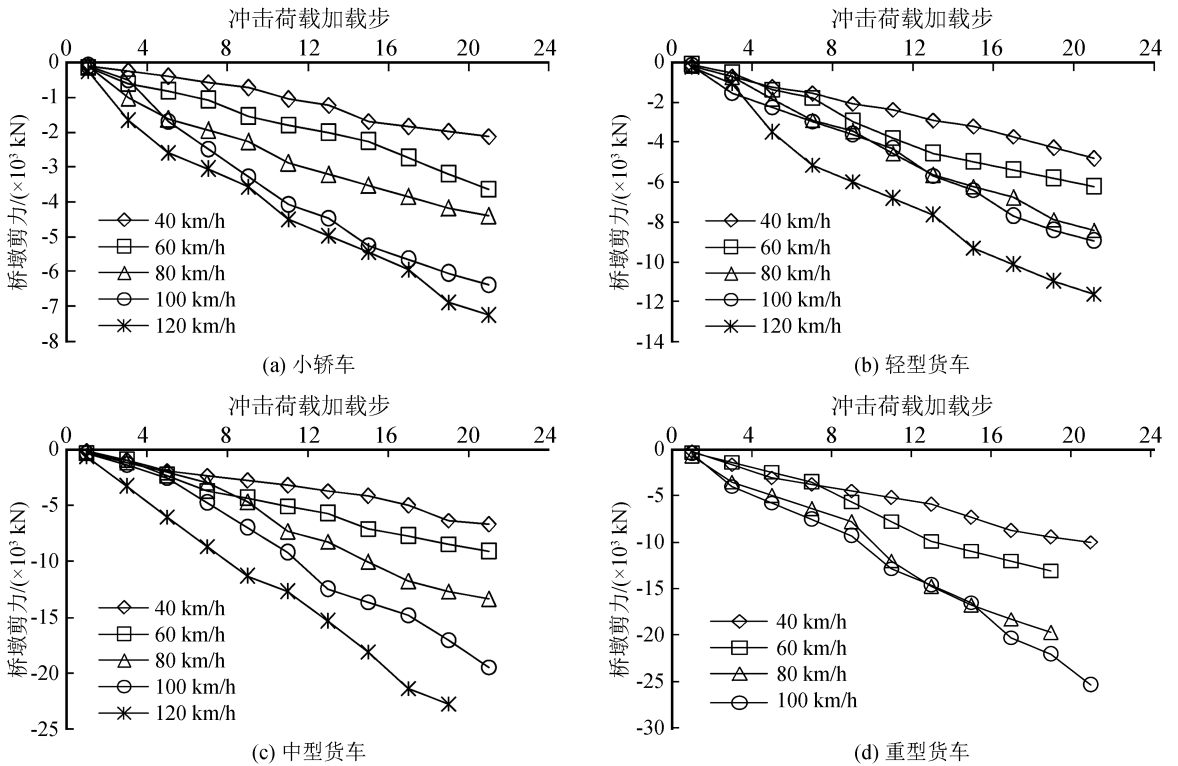 冲击荷载加载步
0 4 8 12 16 20 24
0
-1
-2
-3
-4
-5
-6
-7
-8
桥墩剪力/(×10³ kN)
40 km/h
60 km/h
80 km/h
100 km/h
120 km/h
(a) 小轿车
冲击荷载加载步
0 4 8 12 16 20 24
0
-2
-4
-6
-8
-10
-12
-14
桥墩剪力/(×10³ kN)
40 km/h
60 km/h
80 km/h
100 km/h
120 km/h
(b) 轻型货车
冲击荷载加载步
0 4 8 12 16 20 24
0
-5
-10
-15
-20
-25
桥墩剪力/(×10³ kN)
40 km/h
60 km/h
80 km/h
100 km/h
120 km/h
(c) 中型货车
冲击荷载加载步
0 4 8 12 16 20 24
0
-5
-10
-15
-20
-25
-30
桥墩剪力/(×10³ kN)
40 km/h
60 km/h
80 km/h
100 km/h
(d) 重型货车